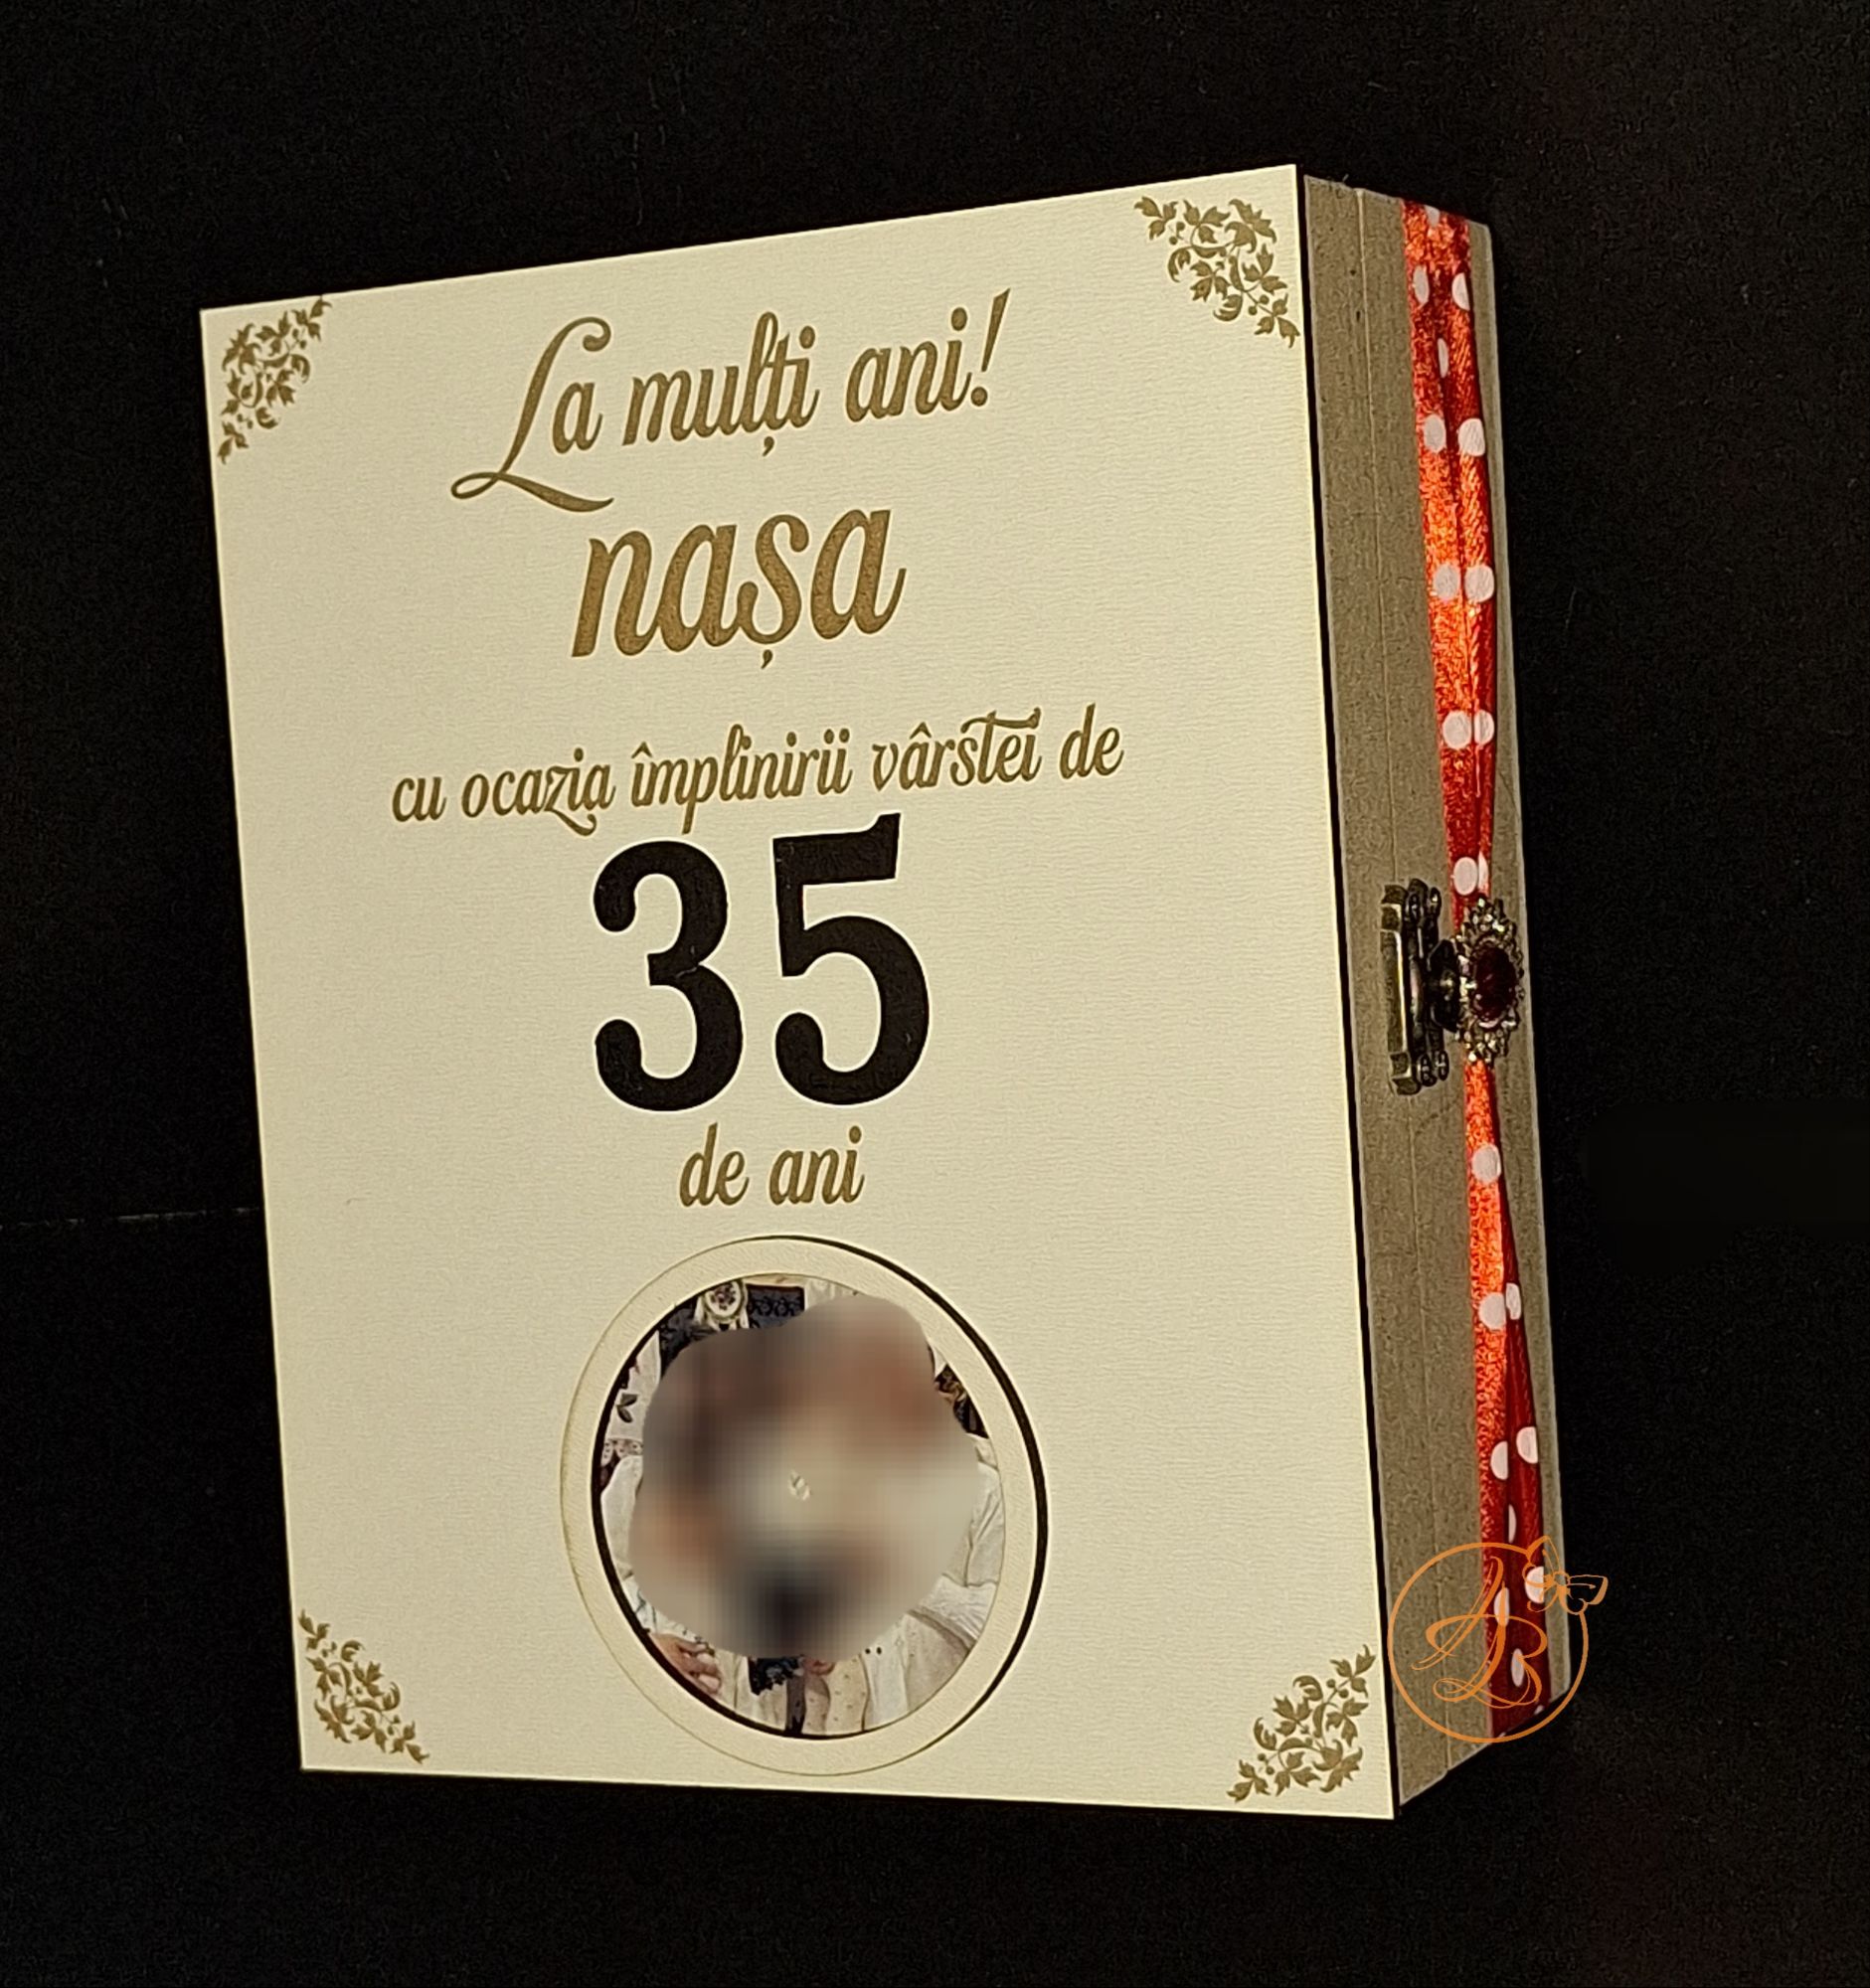 La mulți ani!
nașa
cu ocazia împlinirii vârstei de
35
de ani